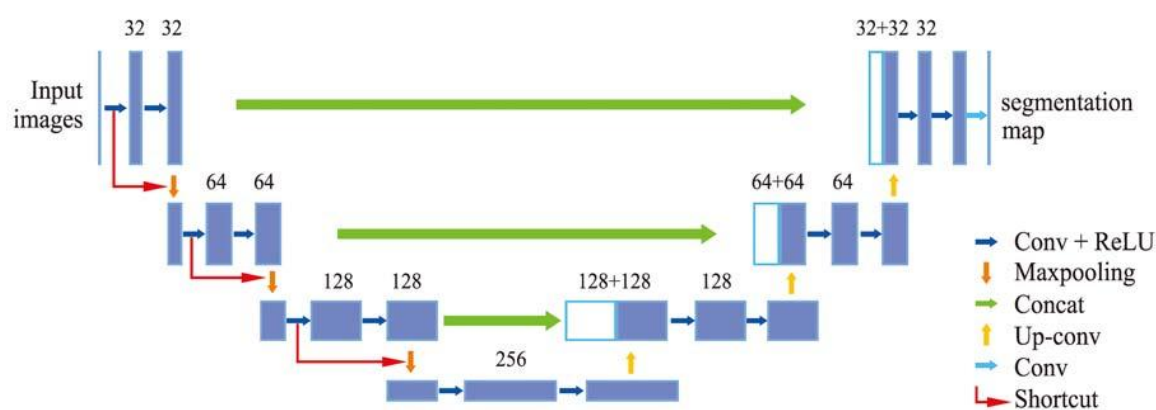 32 32
32+32 32
Input
images
segmentation
map
64 64
64+64 64
128 128
128+128 128
256
Conv + ReLU
Maxpooling
Concat
Up-conv
Conv
Shortcut